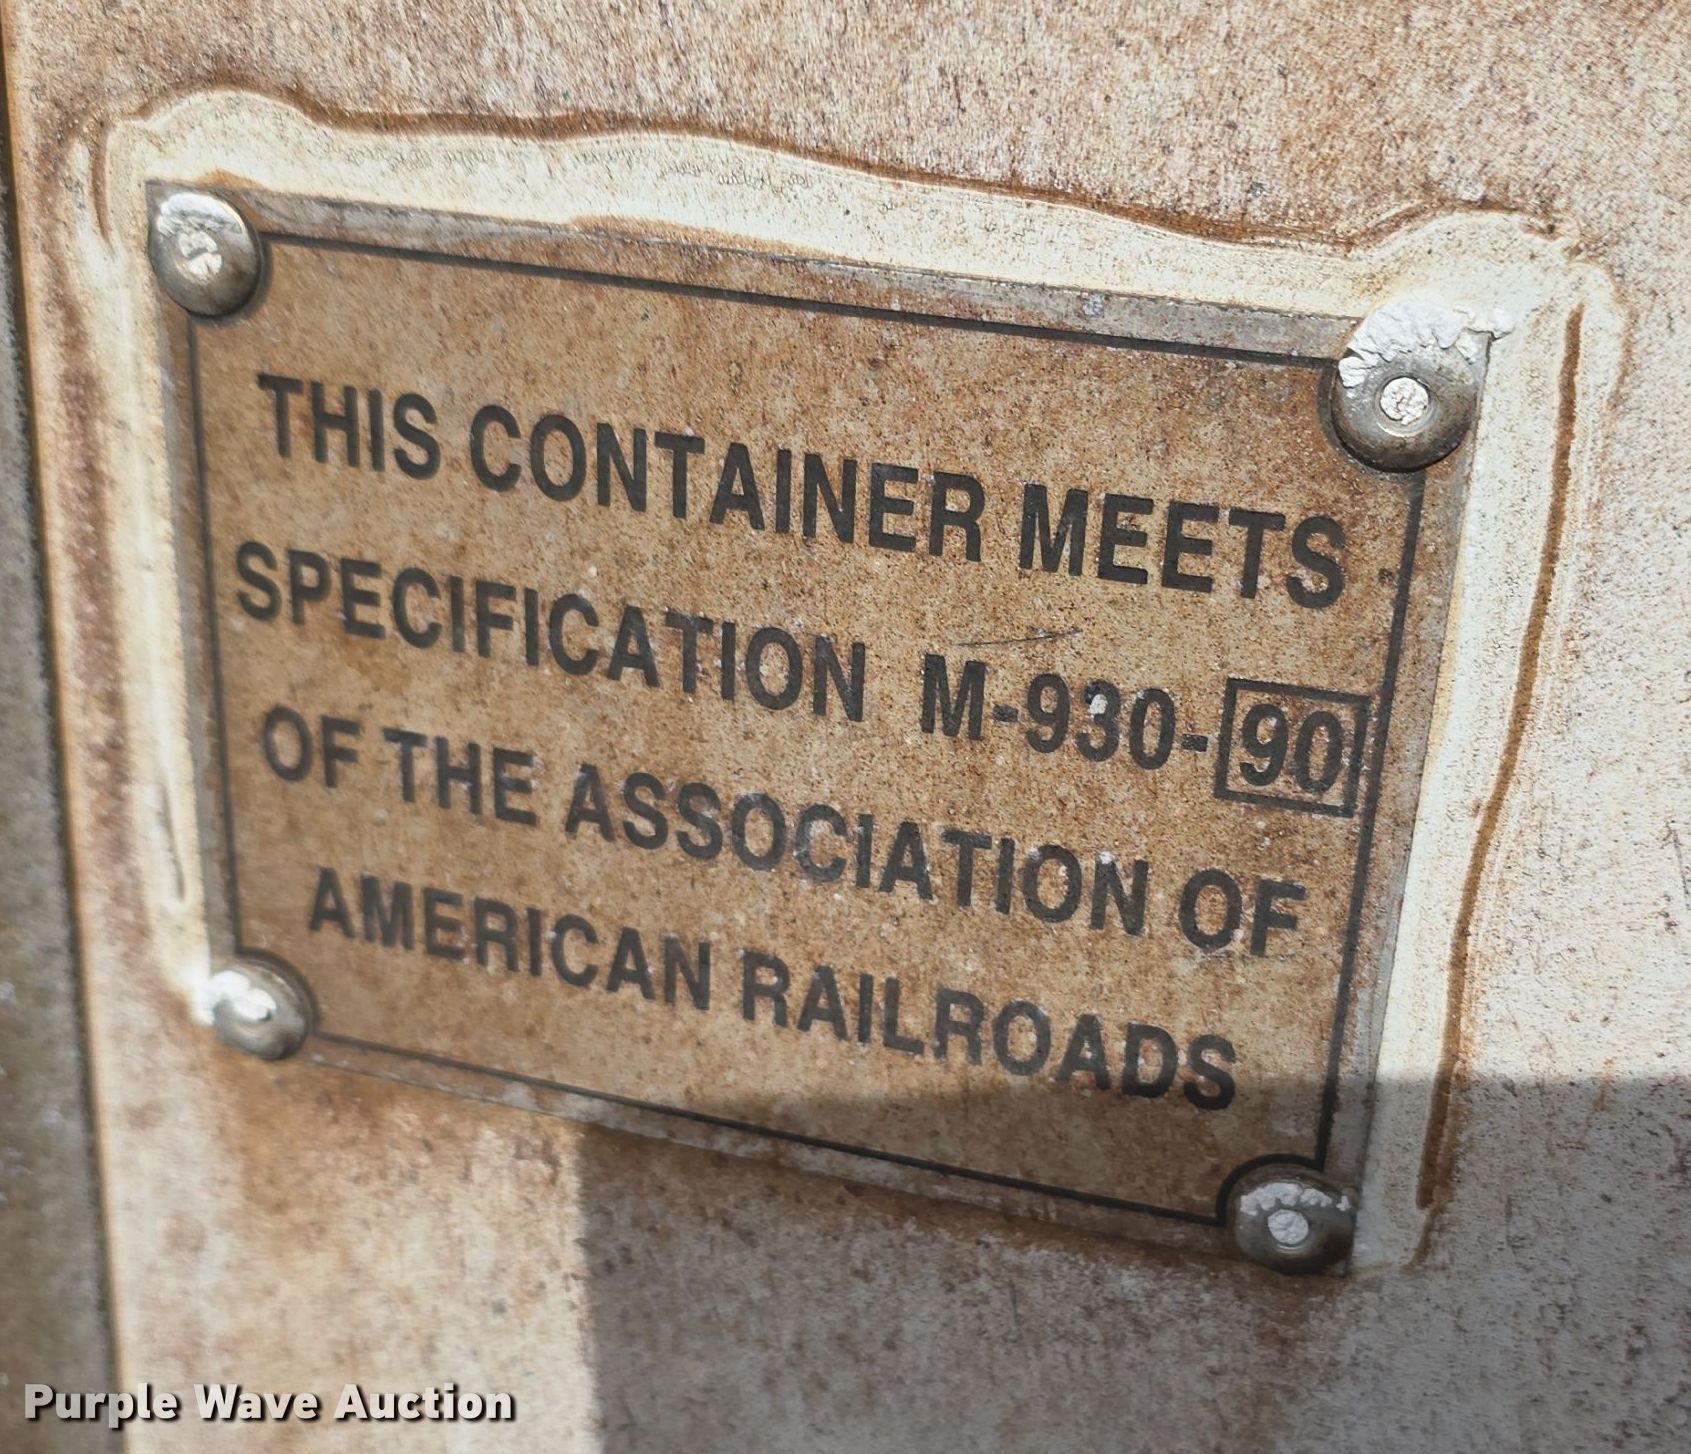 THIS CONTAINER MEETS
SPECIFICATION M-930-90
OF THE ASSOCIATION OF
AMERICAN RAILROADS
Purple Wave Auction